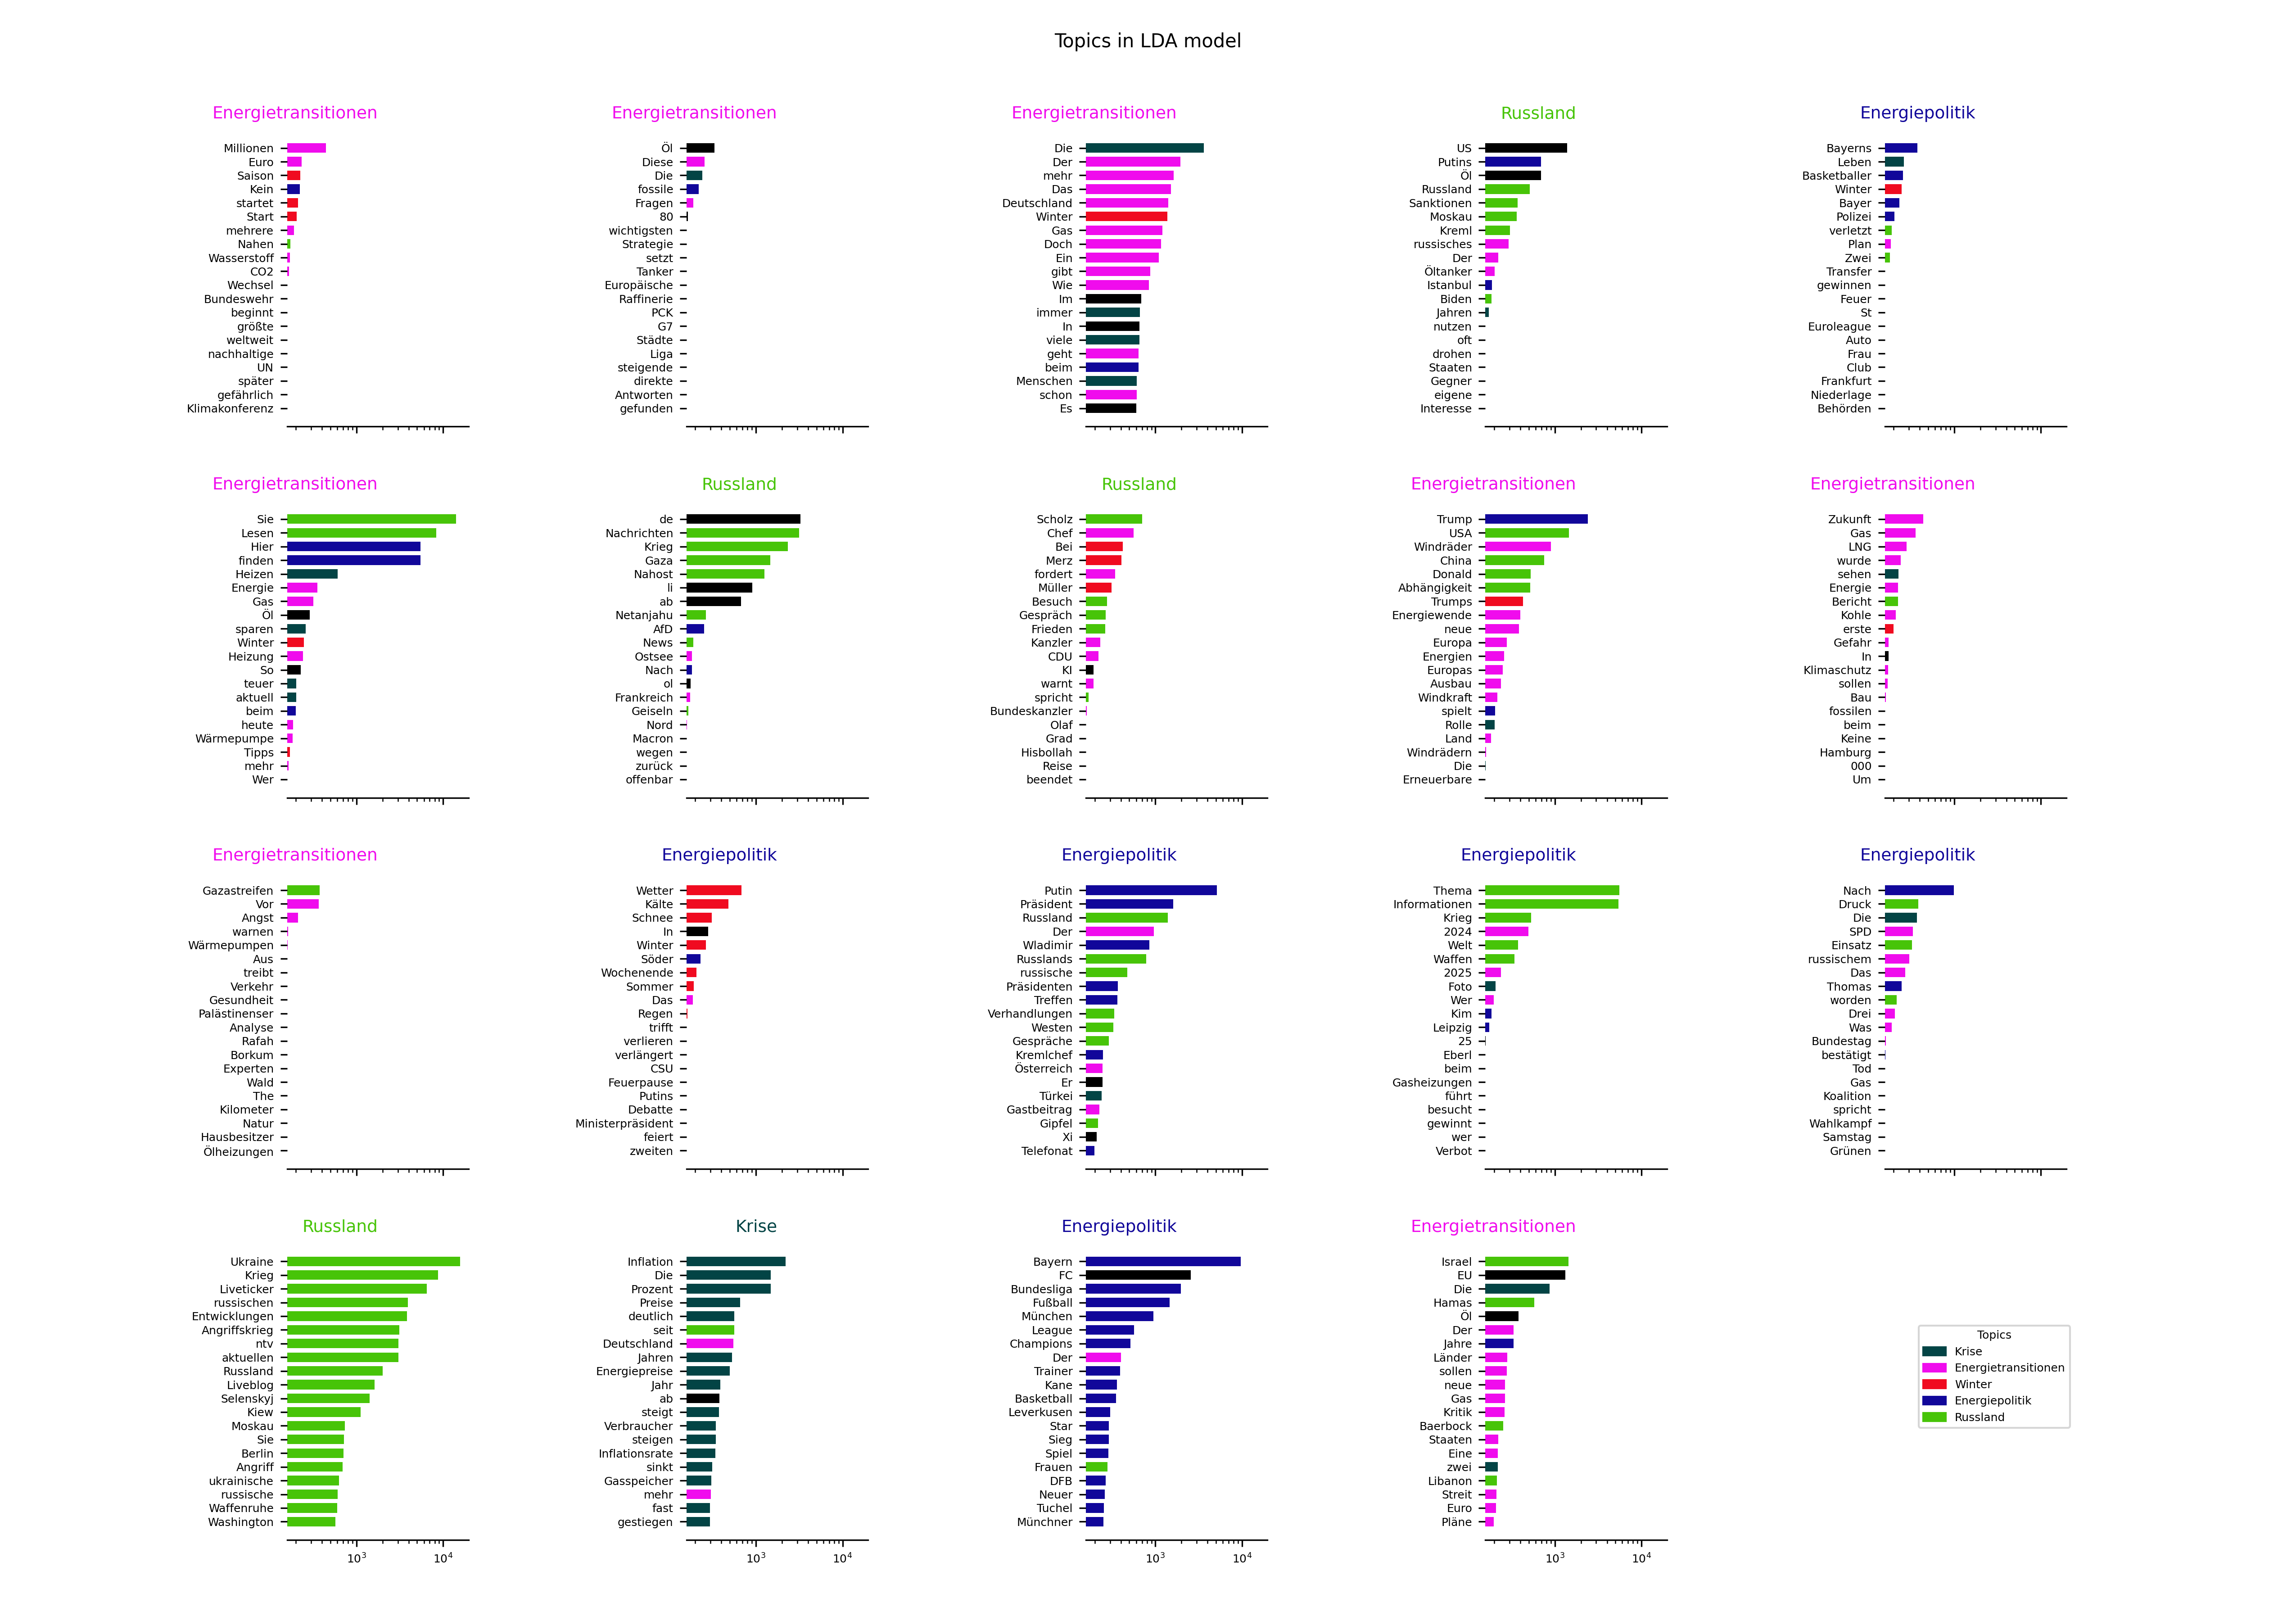 Topics in LDA model
Energietransitionen
Millionen
Euro
Saison
Kein
startet
Start
mehrere
Nahen
Wasserstoff
CO2
Wechsel
Bundeswehr
beginnt
größte
weltweit
nachhaltige
UN
später
gefährlich
Klimakonferenz
Energietransitionen
Öl
Diese
Die
fossile
Fragen
80
wichtigsten
Strategie
setzt
Tanker
Europäische
Raffinerie
PCK
G7
Städte
Liga
steigende
direkte
Antworten
gefunden
Energietransitionen
Die
Der
mehr
Das
Deutschland
Winter
Gas
Doch
Ein
gibt
Wie
Im
immer
In
viele
geht
beim
Menschen
schon
Es
Russland
US
Putins
Öl
Russland
Sanktionen
Moskau
Kreml
russisches
Der
Öltanker
Istanbul
Biden
Jahren
nutzen
oft
drohen
Staaten
Gegner
eigene
Interesse
Energiepolitik
Bayerns
Leben
Basketballer
Winter
Bayer
Polizei
verletzt
Plan
Zwei
Transfer
gewinnen
Feuer
St
Euroleague
Auto
Frau
Club
Frankfurt
Niederlage
Behörden
Energietransitionen
Sie
Lesen
Hier
finden
Heizen
Energie
Gas
Öl
sparen
Winter
Heizung
So
teuer
aktuell
beim
heute
Wärmepumpe
Tipps
mehr
Wer
Russland
de
Nachrichten
Krieg
Gaza
Nahost
li
ab
Netanjahu
AfD
News
Ostsee
Nach
ol
Frankreich
Geiseln
Nord
Macron
wegen
zurück
offenbar
Russland
Scholz
Chef
Bei
Merz
fordert
Müller
Besuch
Gespräch
Frieden
Kanzler
CDU
KI
warnt
spricht
Bundeskanzler
Olaf
Grad
Hisbollah
Reise
beendet
Energietransitionen
Trump
USA
Windräder
China
Donald
Abhängigkeit
Trumps
Energiewende
neue
Europa
Energien
Europas
Ausbau
Windkraft
spielt
Rolle
Land
Windrädern
Die
Erneuerbare
Energietransitionen
Zukunft
Gas
LNG
wurde
sehen
Energie
Bericht
Kohle
erste
Gefahr
In
Klimaschutz
sollen
Bau
fossilen
beim
Keine
Hamburg
000
Um
Energietransitionen
Gazastreifen
Vor
Angst
warnen
Wärmepumpen
Aus
treibt
Verkehr
Gesundheit
Palästinenser
Analyse
Rafah
Borkum
Experten
Wald
The
Kilometer
Natur
Hausbesitzer
Ölheizungen
Energiepolitik
Wetter
Kälte
Schnee
In
Winter
Söder
Wochenende
Sommer
Das
Regen
trifft
verlieren
verlängert
CSU
Feuerpause
Putins
Debatte
Ministerpräsident
feiert
zweiten
Energiepolitik
Putin
Präsident
Russland
Der
Wladimir
Russlands
russische
Präsidenten
Treffen
Verhandlungen
Westen
Gespräche
Kremlchef
Österreich
Er
Türkei
Gastbeitrag
Gipfel
Xi
Telefonat
Energiepolitik
Thema
Informationen
Krieg
2024
Welt
Waffen
2025
Foto
Wer
Kim
Leipzig
25
Eberl
beim
Gasheizungen
führt
besucht
gewinnt
wer
Verbot
Energiepolitik
Nach
Druck
Die
SPD
Einsatz
russischem
Das
Thomas
worden
Drei
Was
Bundestag
bestätigt
Tod
Gas
Koalition
spricht
Wahlkampf
Samstag
Grünen
Russland
Ukraine
Krieg
Liveticker
russischen
Entwicklungen
Angriffskrieg
ntv
aktuellen
Russland
Liveblog
Selenskyj
Kiew
Moskau
Sie
Berlin
Angriff
ukrainische
russische
Waffenruhe
Washington
10³ 10⁴
Krise
Inflation
Die
Prozent
Preise
deutlich
seit
Deutschland
Jahren
Energiepreise
Jahr
ab
steigt
Verbraucher
steigen
Inflationsrate
sinkt
Gasspeicher
mehr
fast
gestiegen
10³ 10⁴
Energiepolitik
Bayern
FC
Bundesliga
Fußball
München
League
Champions
Der
Trainer
Kane
Basketball
Leverkusen
Star
Sieg
Spiel
Frauen
DFB
Neuer
Tuchel
Münchner
10³ 10⁴
Energietransitionen
Israel
EU
Die
Hamas
Öl
Der
Jahre
Länder
sollen
neue
Gas
Kritik
Baerbock
Staaten
Eine
zwei
Libanon
Streit
Euro
Pläne
10³ 10⁴
Topics
Krise
Energietransitionen
Winter
Energiepolitik
Russland